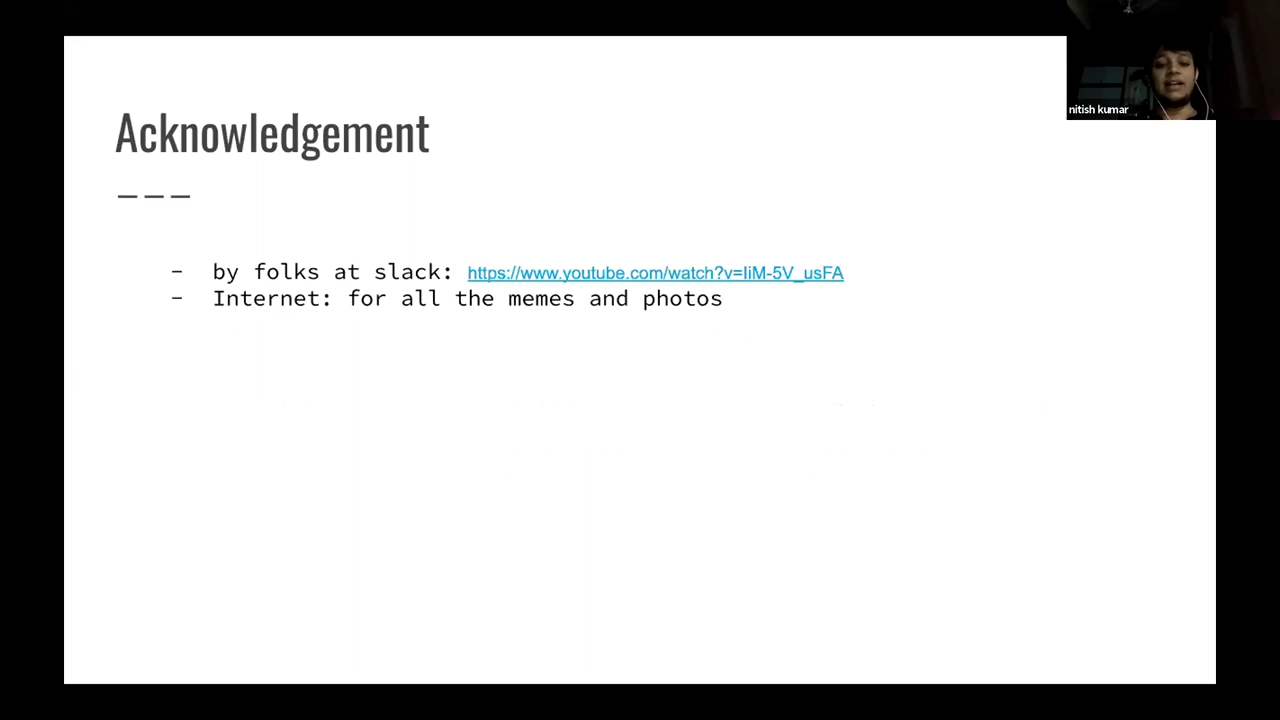 Acknowledgement
- by folks at slack: https://www.youtube.com/watch?v=IiM-5V_usFA
- Internet: for all the memes and photos
nitish kumar